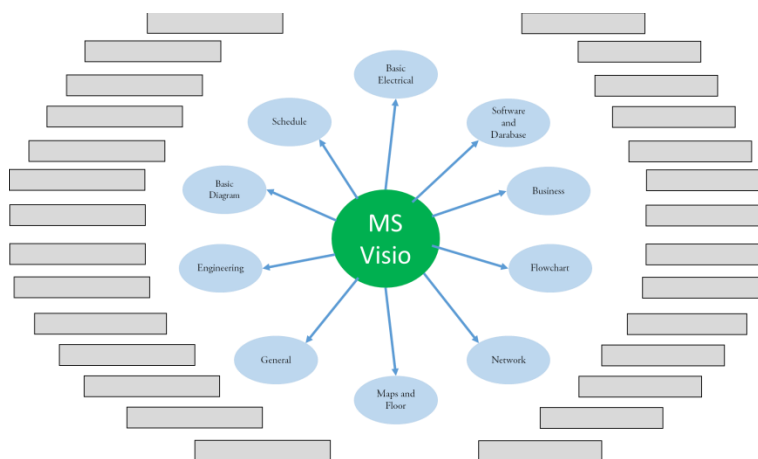 Basic
Electrical
Software
and
Darabase
Schedule
Basic
Diagram
Business
MS
Visio
Engineering
Flowchart
General
Network
Maps and
Floor